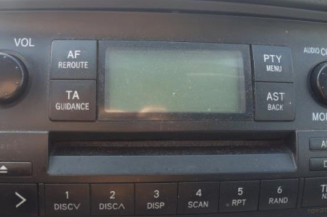 VOL
AF
REROUTE
PTY
MENU
AUDIO
TA
GUIDANCE
AST
BACK
1
DISC∨
2
DISC∧
3
DISP
4
SCAN
5
RPT
6
RAND